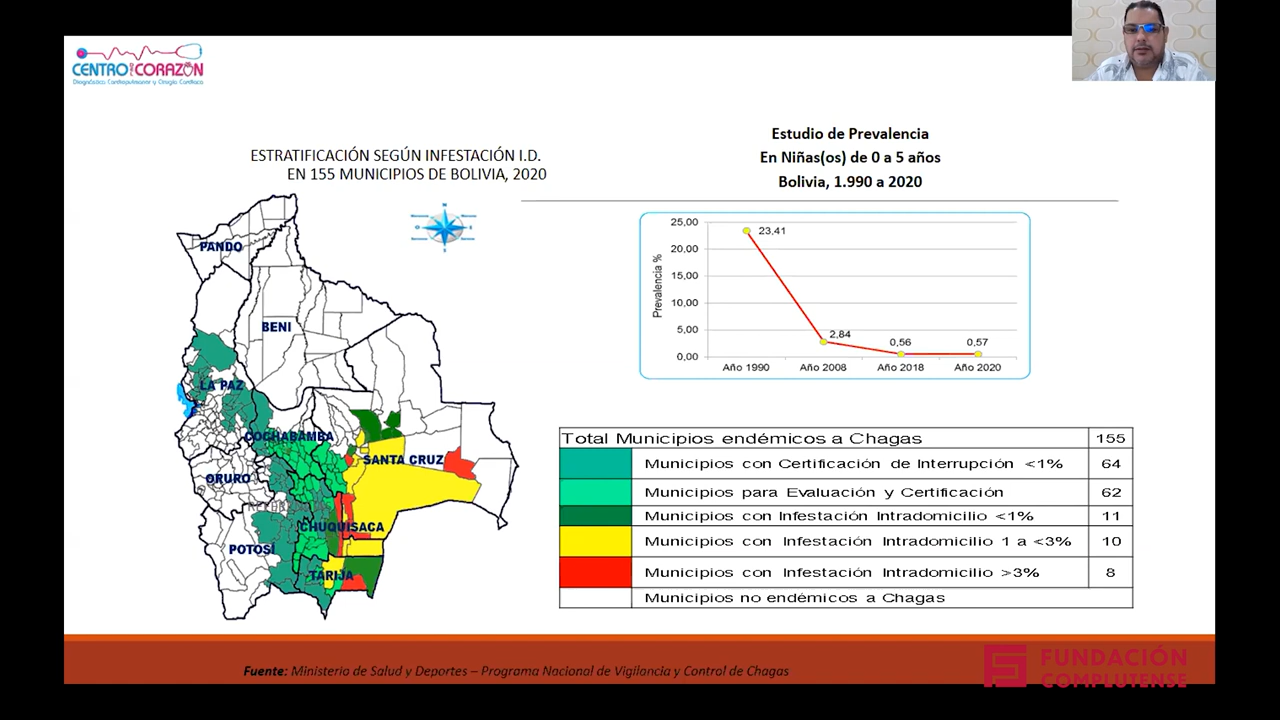 CENTRO DEL CORAZÓN
Diagnóstico Cardiopulmonar y Cirugía Cardiaca
ESTRATIFICACIÓN SEGÚN INFESTACIÓN I.D.
EN 155 MUNICIPIOS DE BOLIVIA, 2020
PANDO
BENI
LA PAZ
COCHABAMBA
SANTA CRUZ
ORURO
CHUQUISACA
POTOSÍ
TARIJA
N
O
E
S
Estudio de Prevalencia
En Niñas(os) de 0 a 5 años
Bolivia, 1.990 a 2020
Prevalencia %
25,00
20,00
15,00
10,00
5,00
0,00
23,41
2,84
0,56
0,57
Año 1990
Año 2008
Año 2018
Año 2020
Total Municipios endémicos a Chagas 155
Municipios con Certificación de Interrupción <1% 64
Municipios para Evaluación y Certificación 62
Municipios con Infestación Intradomicilio <1% 11
Municipios con Infestación Intradomicilio 1 a <3% 10
Municipios con Infestación Intradomicilio >3% 8
Municipios no endémicos a Chagas
Fuente: Ministerio de Salud y Deportes – Programa Nacional de Vigilancia y Control de Chagas
FUNDACIÓN
COMPLUTENSE